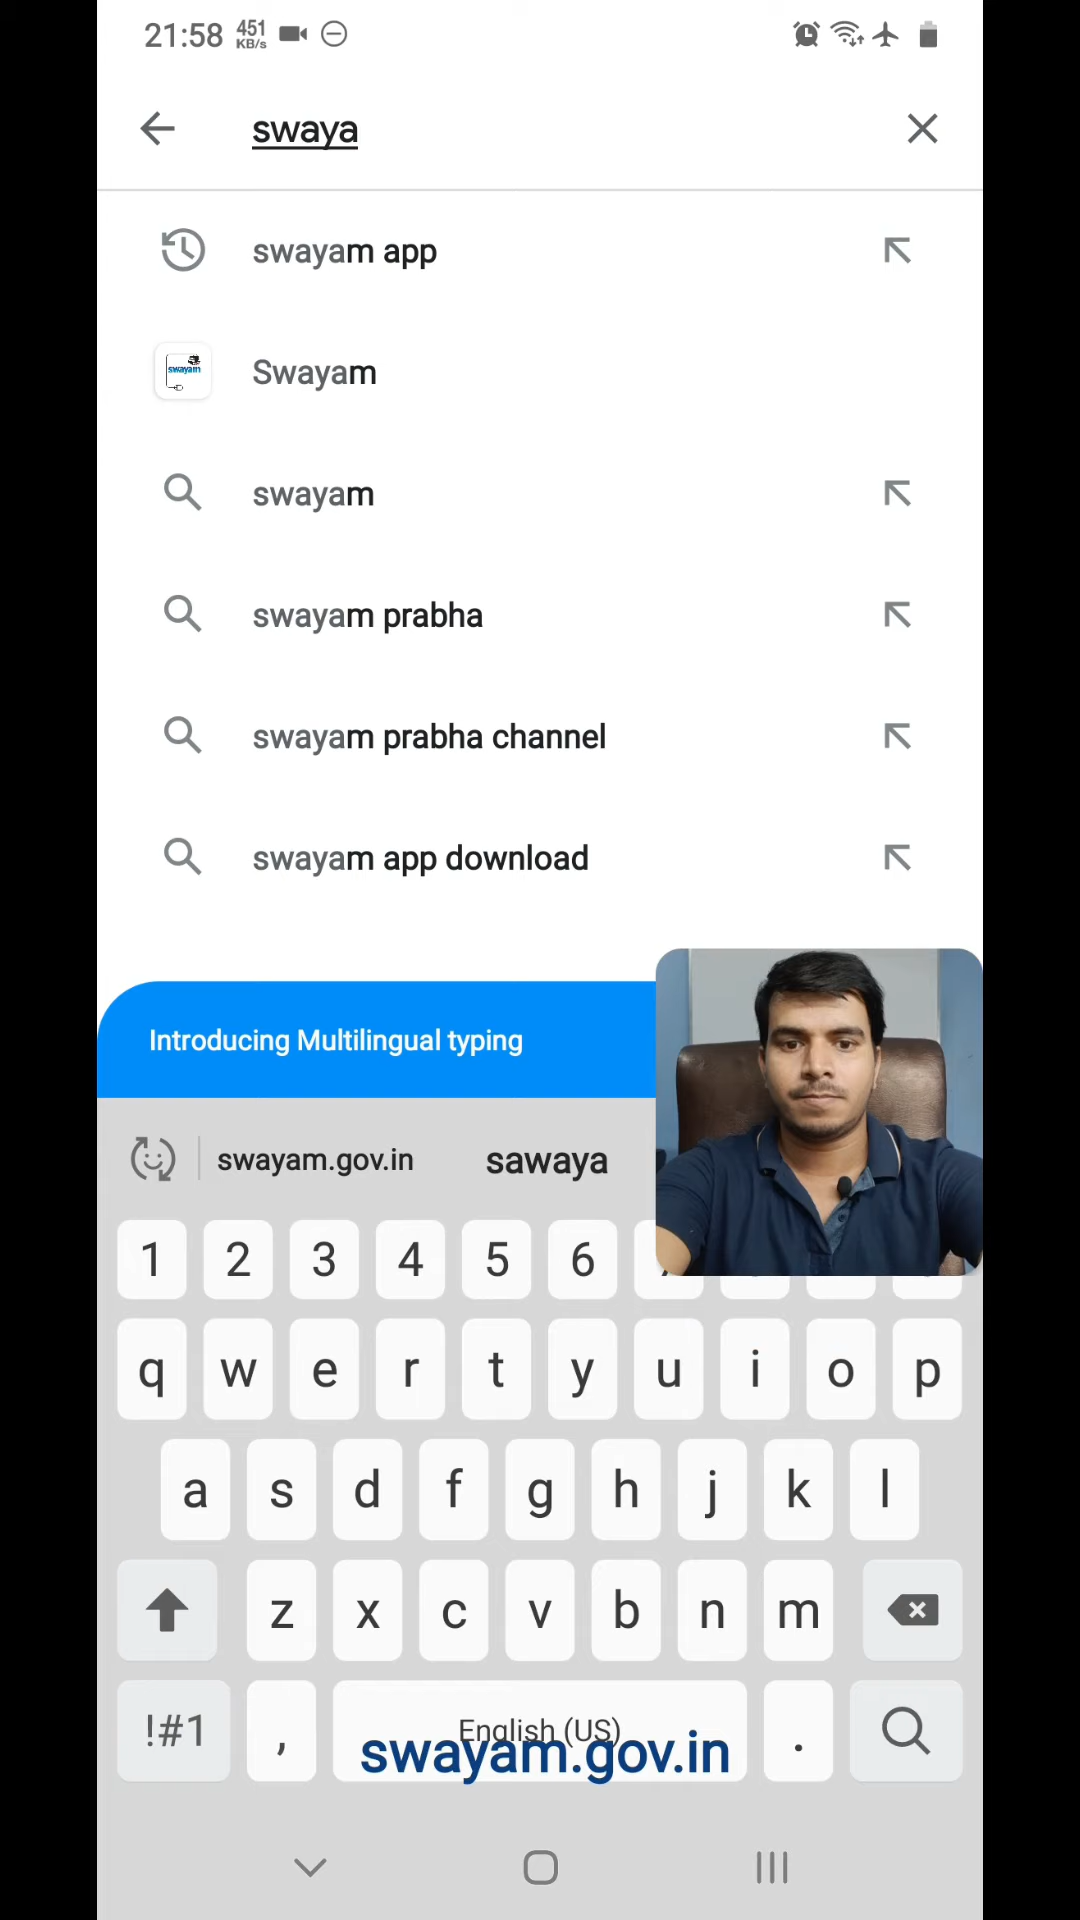 21:58 451 KB/s
swaya
swayam app
swayam
Swayam
swayam
swayam prabha
swayam prabha channel
swayam app download
Introducing Multilingual typing
swayam.gov.in sawaya
1 2 3 4 5 6
q w e r t y u i o p
a s d f g h j k l
z x c v b n m
!#1 , English (US) .
swayam.gov.in